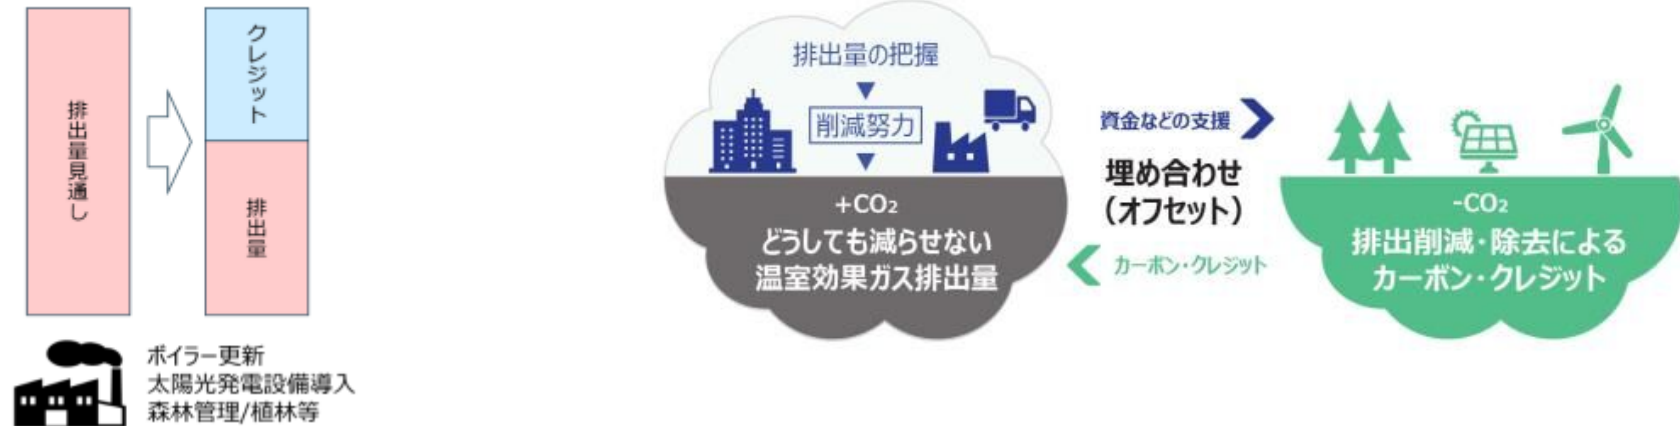 排出量見通し
クレジット
排出量
ボイラー更新
太陽光発電設備導入
森林管理/植林等
排出量の把握
削減努力
+CO₂
どうしても減らせない
温室効果ガス排出量
資金などの支援
埋め合わせ
（オフセット）
カーボン・クレジット
-CO₂
排出削減・除去による
カーボン・クレジット